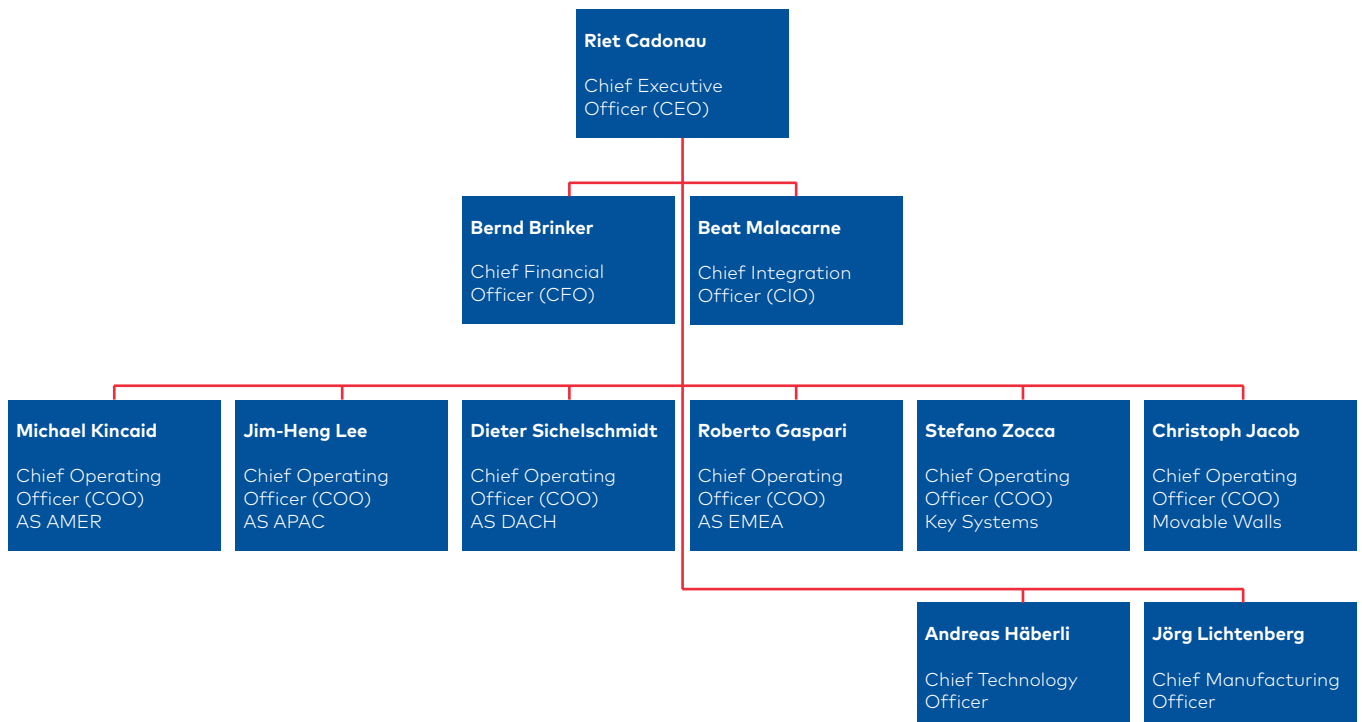 Riet Cadonau
Chief Executive
Officer (CEO)
Bernd Brinker
Chief Financial
Officer (CFO)
Beat Malacarne
Chief Integration
Officer (CIO)
Michael Kincaid
Chief Operating
Officer (COO)
AS AMER
Jim-Heng Lee
Chief Operating
Officer (COO)
AS APAC
Dieter Sichelschmidt
Chief Operating
Officer (COO)
AS DACH
Roberto Gaspari
Chief Operating
Officer (COO)
AS EMEA
Stefano Zocca
Chief Operating
Officer (COO)
Key Systems
Christoph Jacob
Chief Operating
Officer (COO)
Movable Walls
Andreas Häberli
Chief Technology
Officer
Jörg Lichtenberg
Chief Manufacturing
Officer